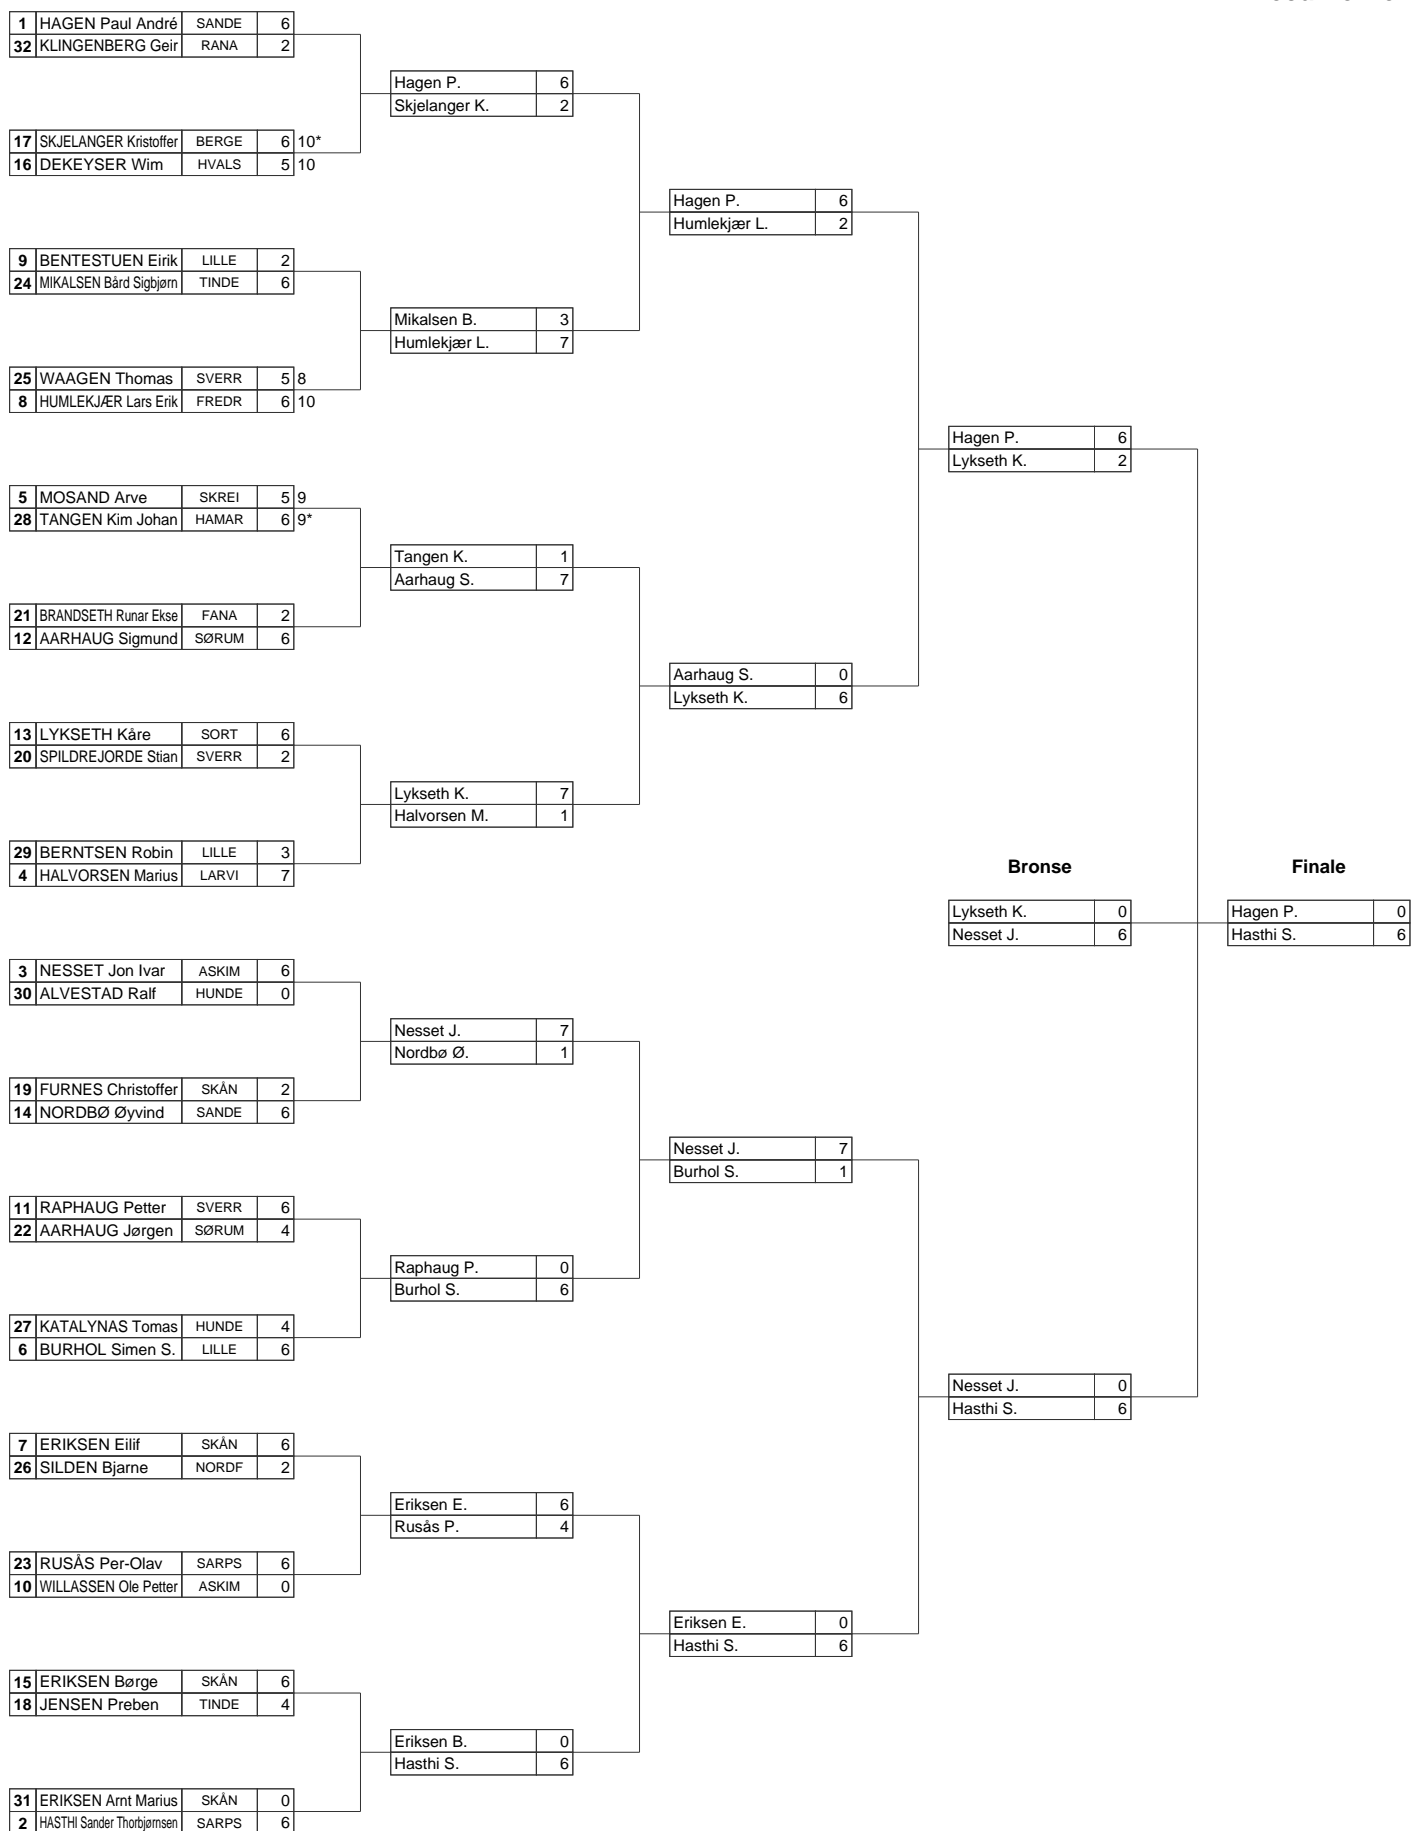 1 HAGEN Paul André SANDE 6
32 KLINGENBERG Geir RANA 2
Hagen P. 6
Skjelanger K. 2
17 SKJELANGER Kristoffer BERGE 6 10*
16 DEKEYSER Wim HVALS 5 10
Hagen P. 6
Humlekjær L. 2
9 BENTESTUEN Eirik LILLE 2
24 MIKALSEN Bård Sigbjørn TINDE 6
Mikalsen B. 3
Humlekjær L. 7
25 WAAGEN Thomas SVERR 5 8
8 HUMLEKJÆR Lars Erik FREDR 6 10
Hagen P. 6
Lykseth K. 2
5 MOSAND Arve SKREI 5 9
28 TANGEN Kim Johan HAMAR 6 9*
Tangen K. 1
Aarhaug S. 7
21 BRANDSETH Runar Ekse FANA 2
12 AARHAUG Sigmund SØRUM 6
Aarhaug S. 0
Lykseth K. 6
13 LYKSETH Kåre SORT 6
20 SPILDREJORDE Stian SVERR 2
Lykseth K. 7
Halvorsen M. 1
29 BERNTSEN Robin LILLE 3
4 HALVORSEN Marius LARVI 7
Bronse Finale
Lykseth K. 0 Hagen P. 0
Nesset J. 6 Hasthi S. 6
3 NESSET Jon Ivar ASKIM 6
30 ALVESTAD Ralf HUNDE 0
Nesset J. 7
Nordbø Ø. 1
19 FURNES Christoffer SKÅN 2
14 NORDBØ Øyvind SANDE 6
Nesset J. 7
Burhol S. 1
11 RAPHAUG Petter SVERR 6
22 AARHAUG Jørgen SØRUM 4
Raphaug P. 0
Burhol S. 6
27 KATALYNAS Tomas HUNDE 4
6 BURHOL Simen S. LILLE 6
Nesset J. 0
Hasthi S. 6
7 ERIKSEN Eilif SKÅN 6
26 SILDEN Bjarne NORDF 2
Eriksen E. 6
Rusås P. 4
23 RUSÅS Per-Olav SARPS 6
10 WILLASSEN Ole Petter ASKIM 0
Eriksen E. 0
Hasthi S. 6
15 ERIKSEN Børge SKÅN 6
18 JENSEN Preben TINDE 4
Eriksen B. 0
Hasthi S. 6
31 ERIKSEN Arnt Marius SKÅN 0
2 HASTHI Sander Thorbjørnsen SARPS 6